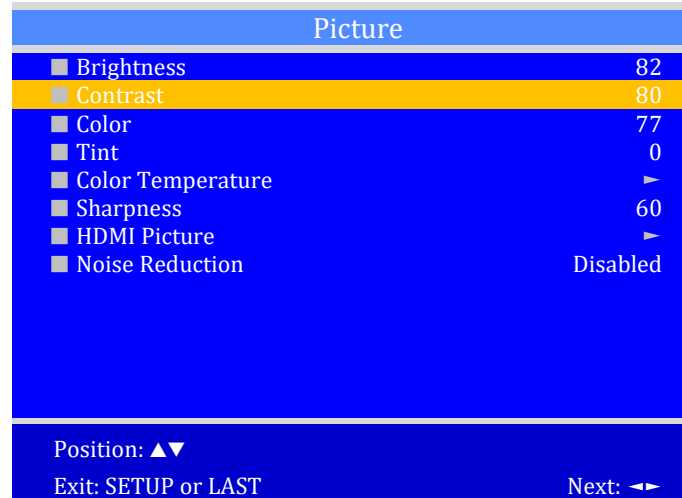 Picture
Brightness 82
Contrast 80
Color 77
Tint 0
Color Temperature ►
Sharpness 60
HDMI Picture ►
Noise Reduction Disabled
Position: ▲▼
Exit: SETUP or LAST Next: ◄►